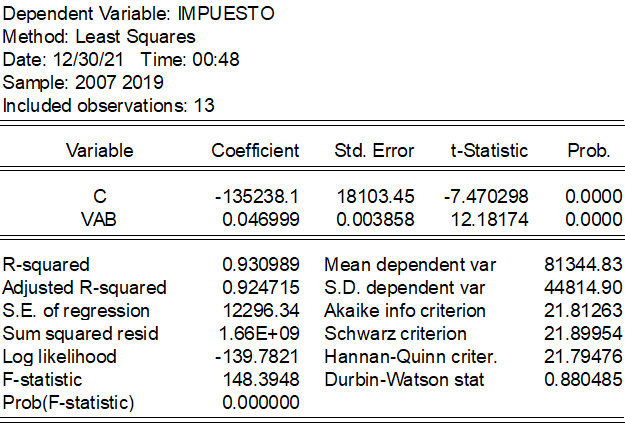 Dependent Variable: IMPUESTO
Method: Least Squares
Date: 12/30/21 Time: 00:48
Sample: 2007 2019
Included observations: 13
Variable Coefficient Std. Error t-Statistic Prob.
C -135238.1 18103.45 -7.470298 0.0000
VAB 0.046999 0.003858 12.18174 0.0000
R-squared 0.930989 Mean dependent var 81344.83
Adjusted R-squared 0.924715 S.D. dependent var 44814.90
S.E. of regression 12296.34 Akaike info criterion 21.81263
Sum squared resid 1.66E+09 Schwarz criterion 21.89954
Log likelihood -139.7821 Hannan-Quinn criter. 21.79476
F-statistic 148.3948 Durbin-Watson stat 0.880485
Prob(F-statistic) 0.000000